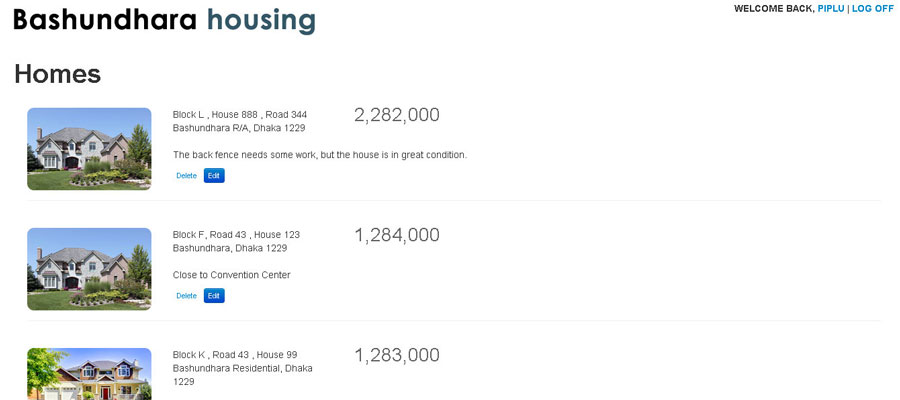 Bashundhara housing
WELCOME BACK, PIPLU | LOG OFF
Homes
Block L , House 888 , Road 344
Bashundhara R/A, Dhaka 1229
2,282,000
The back fence needs some work, but the house is in great condition.
Delete Edit
Block F, Road 43 , House 123
Bashundhara, Dhaka 1229
1,284,000
Close to Convention Center
Delete Edit
Block K , Road 43 , House 99
Bashundhara Residential, Dhaka
1229
1,283,000